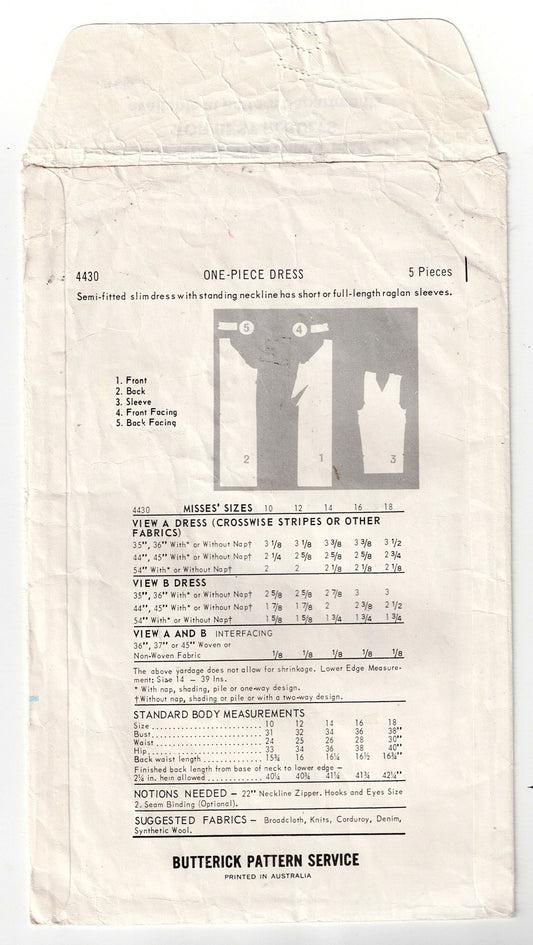 4430 ONE-PIECE DRESS 5 Pieces
Semi-fitted slim dress with standing neckline has short or full-length raglan sleeves.
5 4
1. Front
2. Back
3. Sleeve
4. Front Facing
5. Back Facing
2 1 3
4430 MISSES' SIZES 10 12 14 16 18
VIEW A DRESS (CROSSWISE STRIPES OR OTHER
FABRICS)
35", 36" With* or Without Nap† 3 1/8 3 1/8 3 3/8 3 3/8 3 1/2
44", 45" With* or Without Nap† 2 1/4 2 5/8 2 5/8 2 5/8 2 3/4
54" With* or Without Nap† 2 2 2 1/8 2 1/8 2 1/8
VIEW B DRESS
35", 36" With* or Without Nap† 2 5/8 2 5/8 2 7/8 3 3
44", 45" With* or Without Nap† 1 7/8 1 7/8 2 2 3/8 2 1/2
54" With* or Without Nap† 1 5/8 1 5/8 1 3/4 1 3/4 1 3/4
VIEW A AND B INTERFACING
36", 37" or 45" Woven or
Non-Woven Fabric 1/8 1/8 1/8 1/8 1/8
The above yardage does not allow for shrinkage. Lower Edge Measure-
ment: Size 14 – 39 Ins.
* With nap, shading, pile or one-way design.
† Without nap, shading or pile or with a two-way design.
STANDARD BODY MEASUREMENTS
Size 10 12 14 16 18
Bust 31 32 34 36 38"
Waist 24 25 26 28 30"
Hip 33 34 36 38 40"
Back waist length 15¾ 16 16¼ 16½ 16¾"
Finished back length from base of neck to lower edge –
2¼ in. hem allowed 40¼ 40¾ 41¼ 41¾ 42¼"
NOTIONS NEEDED – 22" Neckline Zipper. Hooks and Eyes Size
2. Seam Binding (Optional).
SUGGESTED FABRICS – Broadcloth, Knits, Corduroy, Denim,
Synthetic Wool.
BUTTERICK PATTERN SERVICE
PRINTED IN AUSTRALIA